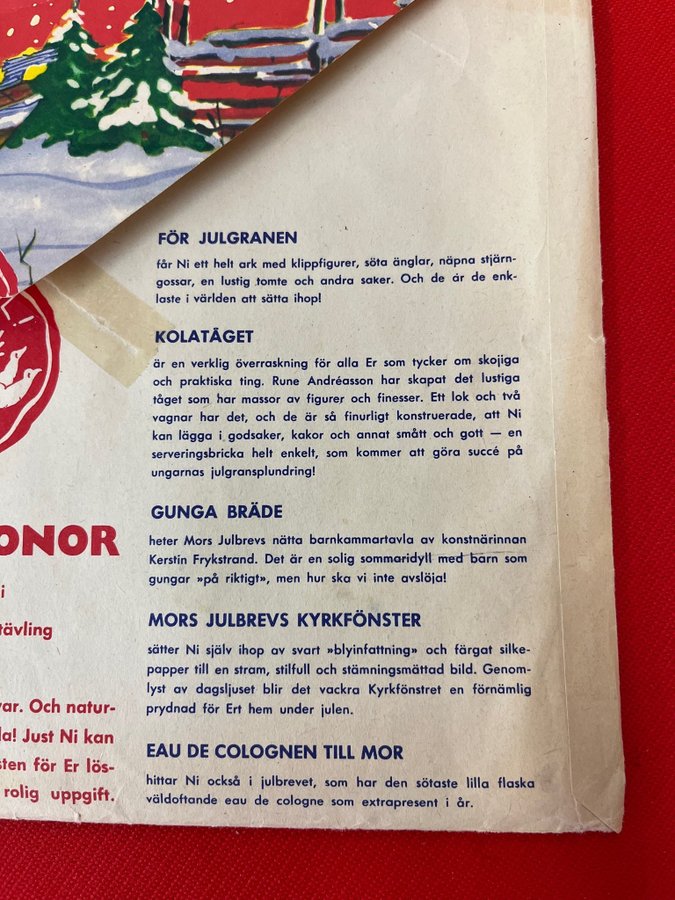 FÖR JULGRANEN
får Ni ett helt ark med klippfigurer, söta änglar, näpna stjärn-
gossar, en lustig tomte och andra saker. Och de är de enk-
laste i världen att sätta ihop!
KOLATÅGET
är en verklig överraskning för alla Er som tycker om skojiga
och praktiska ting. Rune Andréasson har skapat det lustiga
tåget som har massor av figurer och finesser. Ett lok och två
vagnar har det, och de är så finurligt konstruerade, att Ni
kan lägga i godsaker, kakor och annat smått och gott — en
serveringsbricka helt enkelt, som kommer att göra succé på
ungarnas julgransplundring!
GUNGA BRÄDE
heter Mors Julbrevs nätta barnkammartavla av konstnärinnan
Kerstin Frykstrand. Det är en solig sommaridyll med barn som
gungar »på riktigt», men hur ska vi inte avslöja!
MORS JULBREVS KYRKFÖNSTER
sätter Ni själv ihop av svart »blyinfattning» och färgat silke-
papper till en stram, stilfull och stämningsmättad bild. Genom-
lyst av dagsljuset blir det vackra Kyrkfönstret en förnämlig
prydnad för Ert hem under julen.
EAU DE COLOGNEN TILL MOR
hittar Ni också i julbrevet, som har den sötaste lilla flaska
väldoftande eau de cologne som extrapresent i år.
ONOR
i
tävling
var. Och natur-
la! Just Ni kan
sten för Er lös-
rolig uppgift.